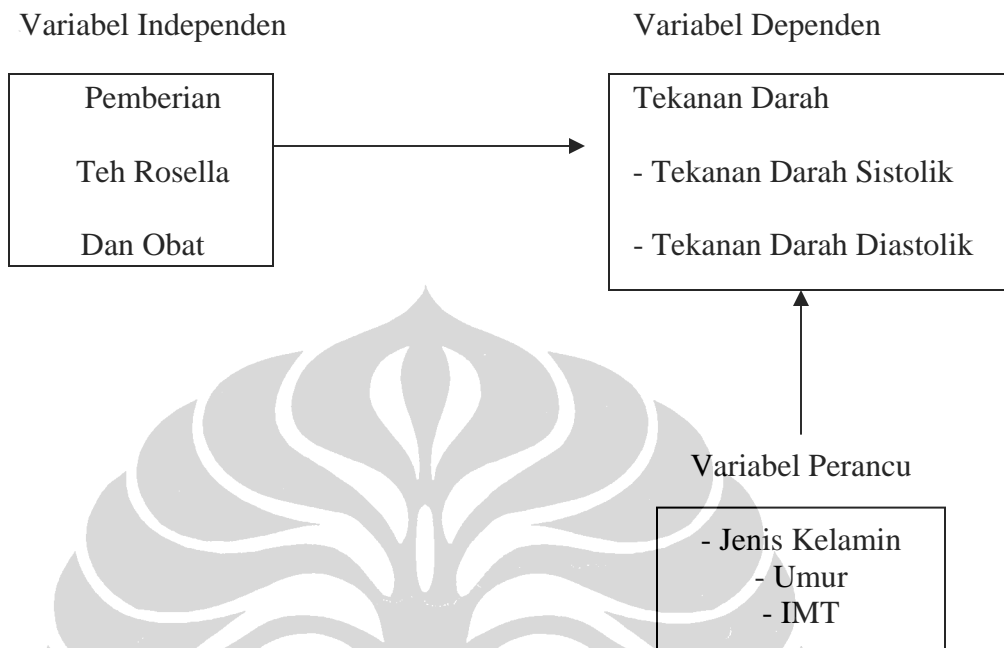 Variabel Independen
Variabel Dependen
Pemberian
Teh Rosella
Dan Obat
Tekanan Darah
- Tekanan Darah Sistolik
- Tekanan Darah Diastolik
Variabel Perancu
- Jenis Kelamin
- Umur
- IMT